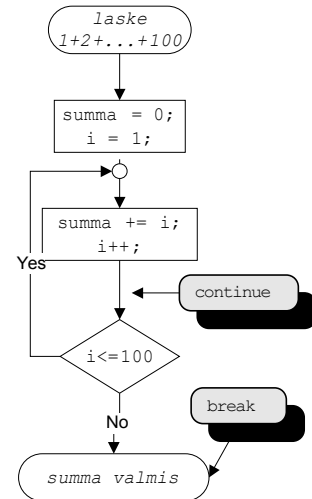 laske
1+2+...+100
summa = 0;
i = 1;
summa += i;
i++;
Yes
continue
i<=100
break
No
summa valmis